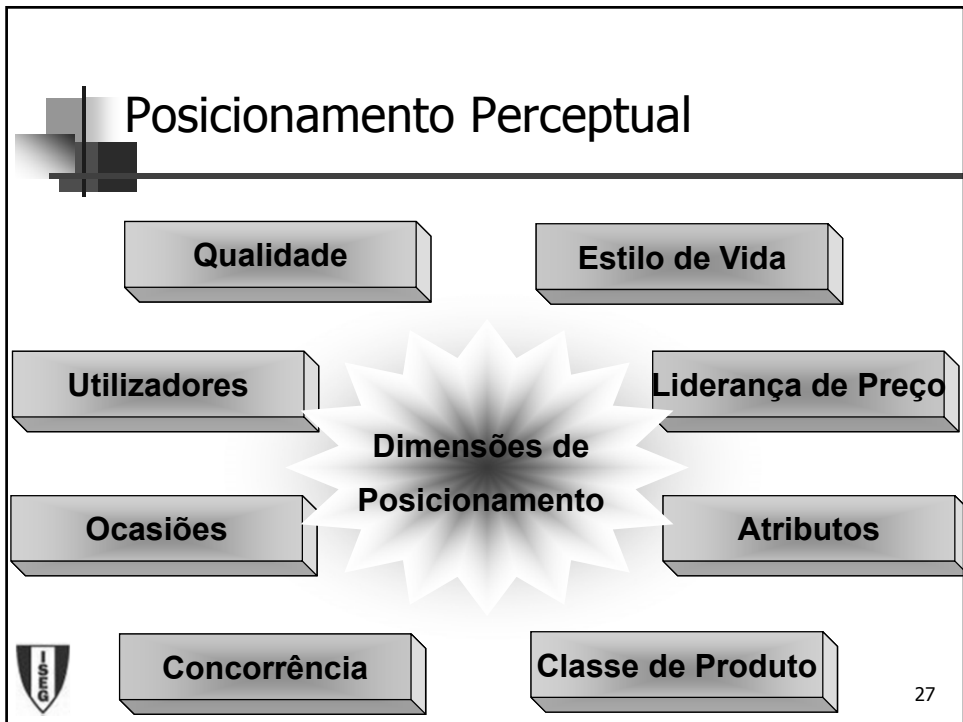 Posicionamento Perceptual
Qualidade
Estilo de Vida
Utilizadores
Liderança de Preço
Dimensões de
Posicionamento
Ocasiões
Atributos
Concorrência
Classe de Produto
ISEG
27